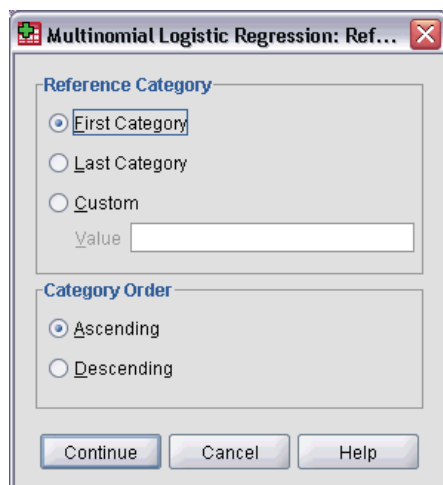 Multinomial Logistic Regression: Ref...
Reference Category
First Category
Last Category
Custom
Value
Category Order
Ascending
Descending
Continue Cancel Help